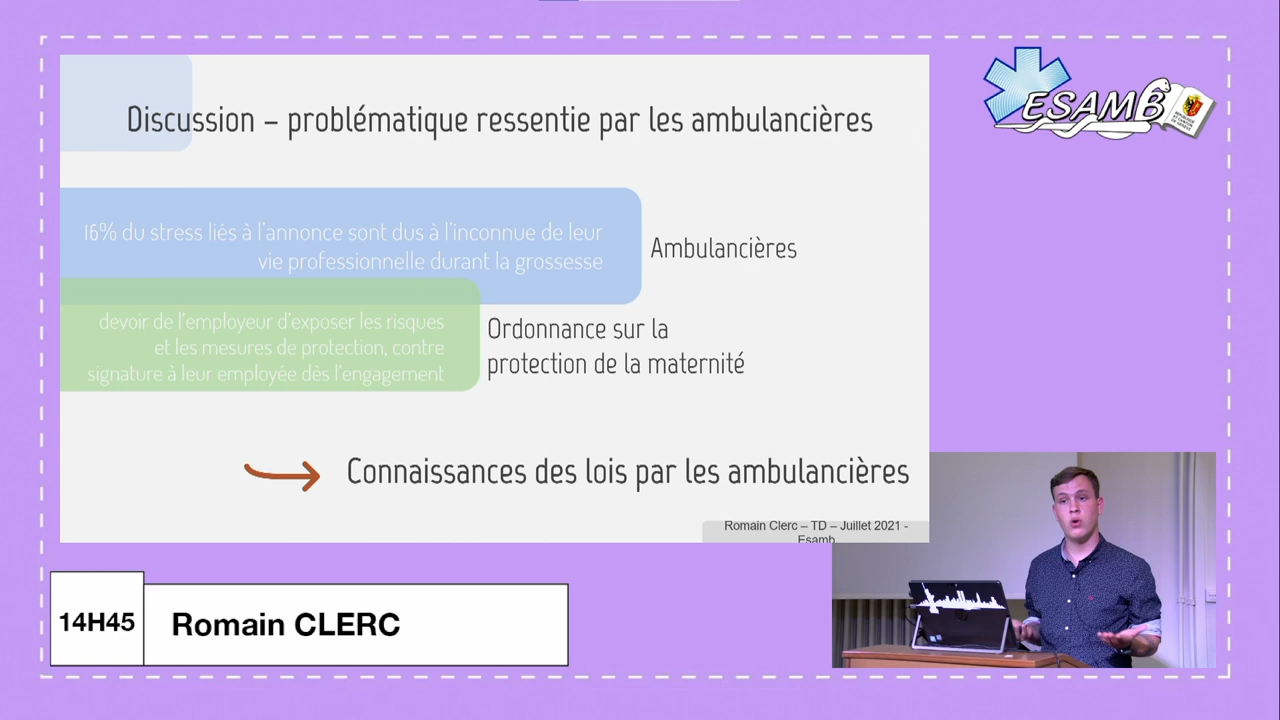 Discussion – problématique ressentie par les ambulancières
16% du stress liés à l'annonce sont dus à l'inconnue de leur
vie professionnelle durant la grossesse
Ambulancières
devoir de l'employeur d'exposer les risques
et les mesures de protection, contre
signature à leur employée dès l'engagement
Ordonnance sur la
protection de la maternité
Connaissances des lois par les ambulancières
Romain Clerc – TD – Juillet 2021 -
Esamb
ESAMB
14H45
Romain CLERC